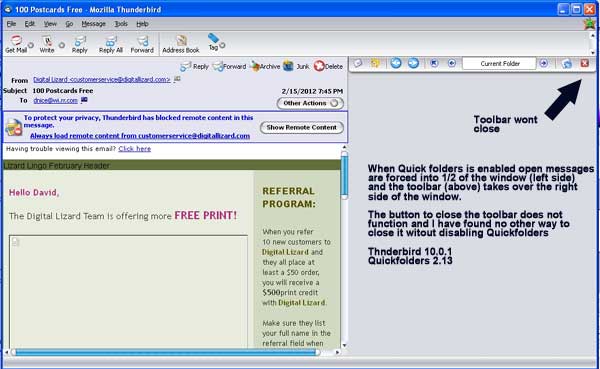 100 Postcards Free - Mozilla Thunderbird
File Edit View Go Message Tools Help
Get Mail Write Reply Reply All Forward Address Book Tag
Reply Forward Archive Junk Delete
From Digital Lizard <customerservice@digitallizard.com>
Subject 100 Postcards Free 2/15/2012 7:45 PM
To dnice@wi.rr.com Other Actions
To protect your privacy, Thunderbird has blocked remote content in this
message.
Show Remote Content
Always load remote content from customerservice@digitallizard.com
Having trouble viewing this email? Click here
Lizard Lingo February Header
Hello David,
The Digital Lizard Team is offering more FREE PRINT!
REFERRAL
PROGRAM:
When you refer
10 new customers to
Digital Lizard and
they all place at
least a $50 order,
you will receive a
$500print credit
with Digital Lizard.
Make sure they list
your full name in the
referral field when
Current Folder
Toolbar wont
close
When Quick folders is enabled open messages
are forced into 1/2 of the window (left side)
and the toolbar (above) takes over the right
side of the window.
The button to close the toolbar does not
function and I have found no other way to
close it witout disabling Quickfolders
Thnderbird 10.0.1
Quickfolders 2.13